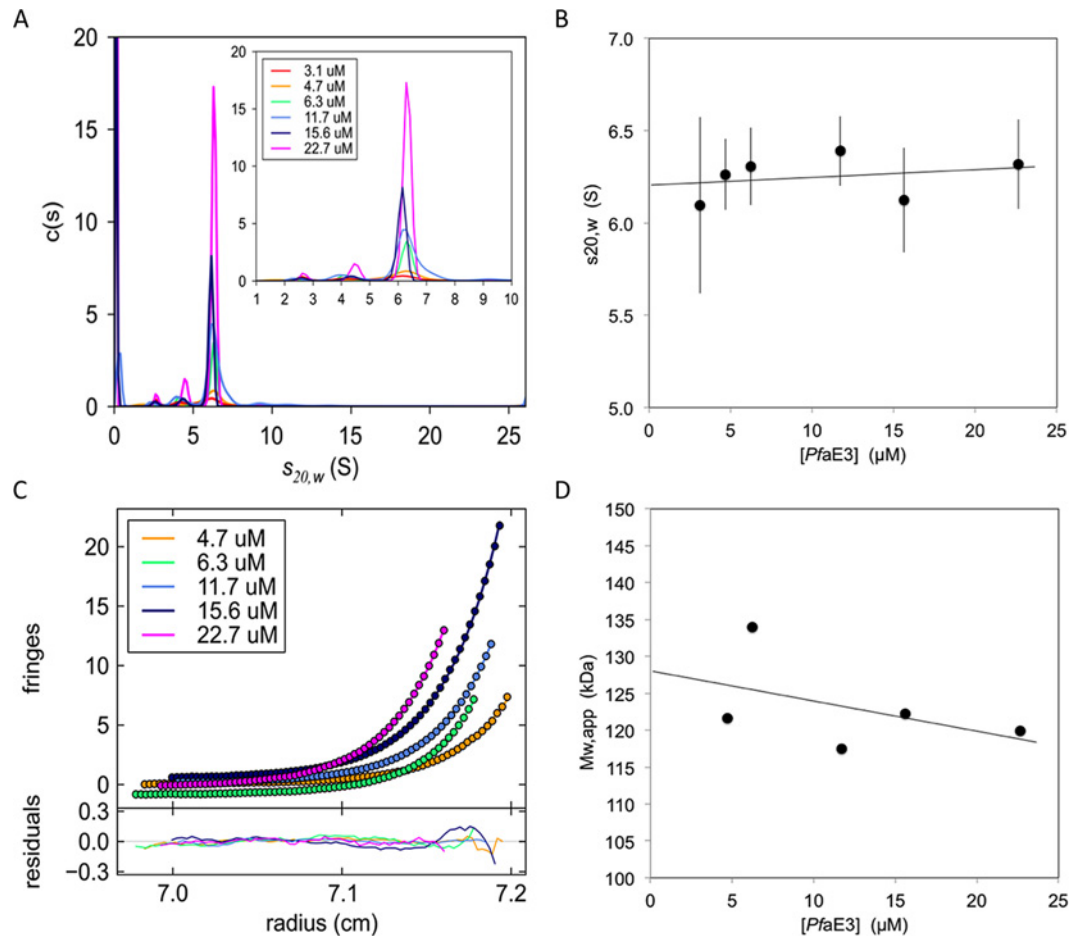 A
c(s)
20
15
10
5
0
0 5 10 15 20 25
s20,w (S)
20
15
10
5
0
1 2 3 4 5 6 7 8 9 10
3.1 uM
4.7 uM
6.3 uM
11.7 uM
15.6 uM
22.7 uM
B
s20,w (S)
7.0
6.5
6.0
5.5
5.0
0 5 10 15 20 25
[PfaE3] (µM)
C
fringes
20
15
10
5
0
4.7 uM
6.3 uM
11.7 uM
15.6 uM
22.7 uM
residuals
0.3
0.0
−0.3
7.0 7.1 7.2
radius (cm)
D
Mw,app (kDa)
150
145
140
135
130
125
120
115
110
105
100
0 5 10 15 20 25
[PfaE3] (µM)